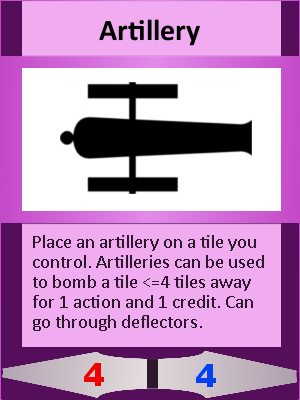 Artillery
Place an artillery on a tile you
control. Artilleries can be used
to bomb a tile <=4 tiles away
for 1 action and 1 credit. Can
go through deflectors.
4 4